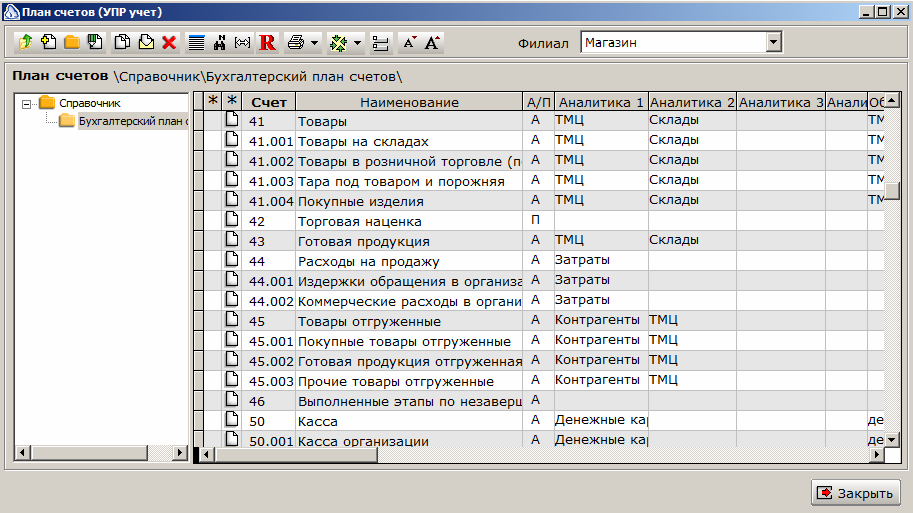 План счетов (УПР учет)
R A A Филиал Магазин
План счетов \Справочник\Бухгалтерский план счетов\
Справочник
Бухгалтерский план с
* * Счет Наименование А/П Аналитика 1 Аналитика 2 Аналитика 3 Анали Об
41 Товары А ТМЦ Склады ТМ
41.001 Товары на складах А ТМЦ Склады ТМ
41.002 Товары в розничной торговле (п А ТМЦ Склады ТМ
41.003 Тара под товаром и порожняя А ТМЦ Склады ТМ
41.004 Покупные изделия А ТМЦ Склады ТМ
42 Торговая наценка П
43 Готовая продукция А ТМЦ Склады
44 Расходы на продажу А Затраты
44.001 Издержки обращения в организа А Затраты
44.002 Коммерческие расходы в органи А Затраты
45 Товары отгруженные А Контрагенты ТМЦ
45.001 Покупные товары отгруженные А Контрагенты ТМЦ
45.002 Готовая продукция отгруженная А Контрагенты ТМЦ
45.003 Прочие товары отгруженные А Контрагенты ТМЦ
46 Выполненные этапы по незаверш А
50 Касса А Денежные кар де
50.001 Касса организации А Денежные кар де
Закрыть